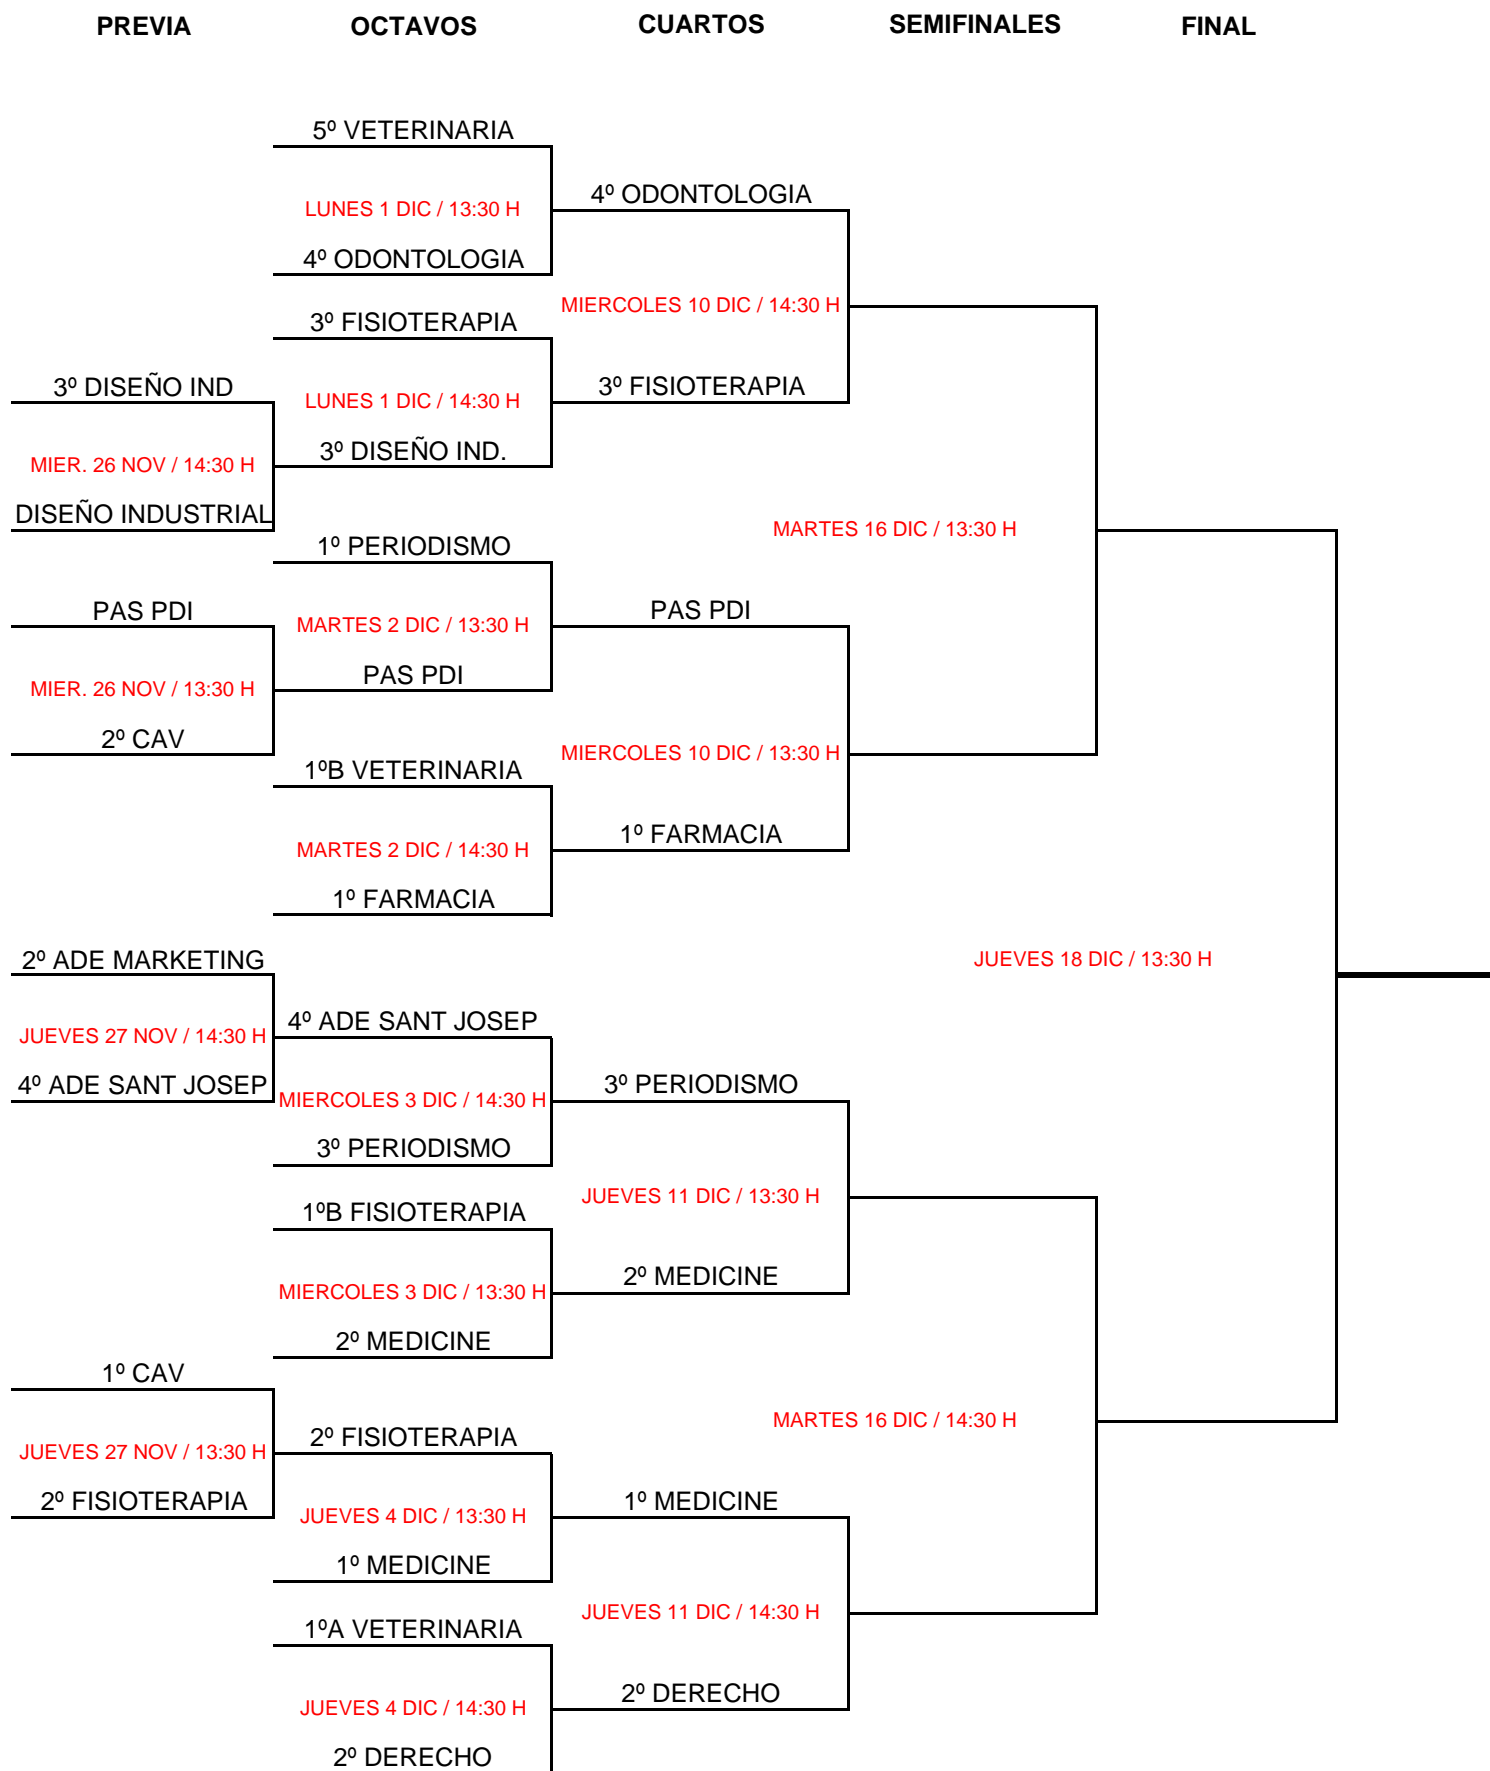 PREVIA OCTAVOS CUARTOS SEMIFINALES FINAL
5º VETERINARIA
4º ODONTOLOGIA
LUNES 1 DIC / 13:30 H
4º ODONTOLOGIA
MIERCOLES 10 DIC / 14:30 H
3º FISIOTERAPIA
3º DISEÑO IND
3º FISIOTERAPIA
LUNES 1 DIC / 14:30 H
3º DISEÑO IND.
MIER. 26 NOV / 14:30 H
DISEÑO INDUSTRIAL
MARTES 16 DIC / 13:30 H
1º PERIODISMO
PAS PDI
PAS PDI
MARTES 2 DIC / 13:30 H
PAS PDI
MIER. 26 NOV / 13:30 H
2º CAV
MIERCOLES 10 DIC / 13:30 H
1ºB VETERINARIA
1º FARMACIA
MARTES 2 DIC / 14:30 H
1º FARMACIA
2º ADE MARKETING
JUEVES 18 DIC / 13:30 H
4º ADE SANT JOSEP
JUEVES 27 NOV / 14:30 H
4º ADE SANT JOSEP
3º PERIODISMO
MIERCOLES 3 DIC / 14:30 H
3º PERIODISMO
JUEVES 11 DIC / 13:30 H
1ºB FISIOTERAPIA
2º MEDICINE
MIERCOLES 3 DIC / 13:30 H
2º MEDICINE
1º CAV
MARTES 16 DIC / 14:30 H
2º FISIOTERAPIA
JUEVES 27 NOV / 13:30 H
2º FISIOTERAPIA
1º MEDICINE
JUEVES 4 DIC / 13:30 H
1º MEDICINE
JUEVES 11 DIC / 14:30 H
1ºA VETERINARIA
2º DERECHO
JUEVES 4 DIC / 14:30 H
2º DERECHO